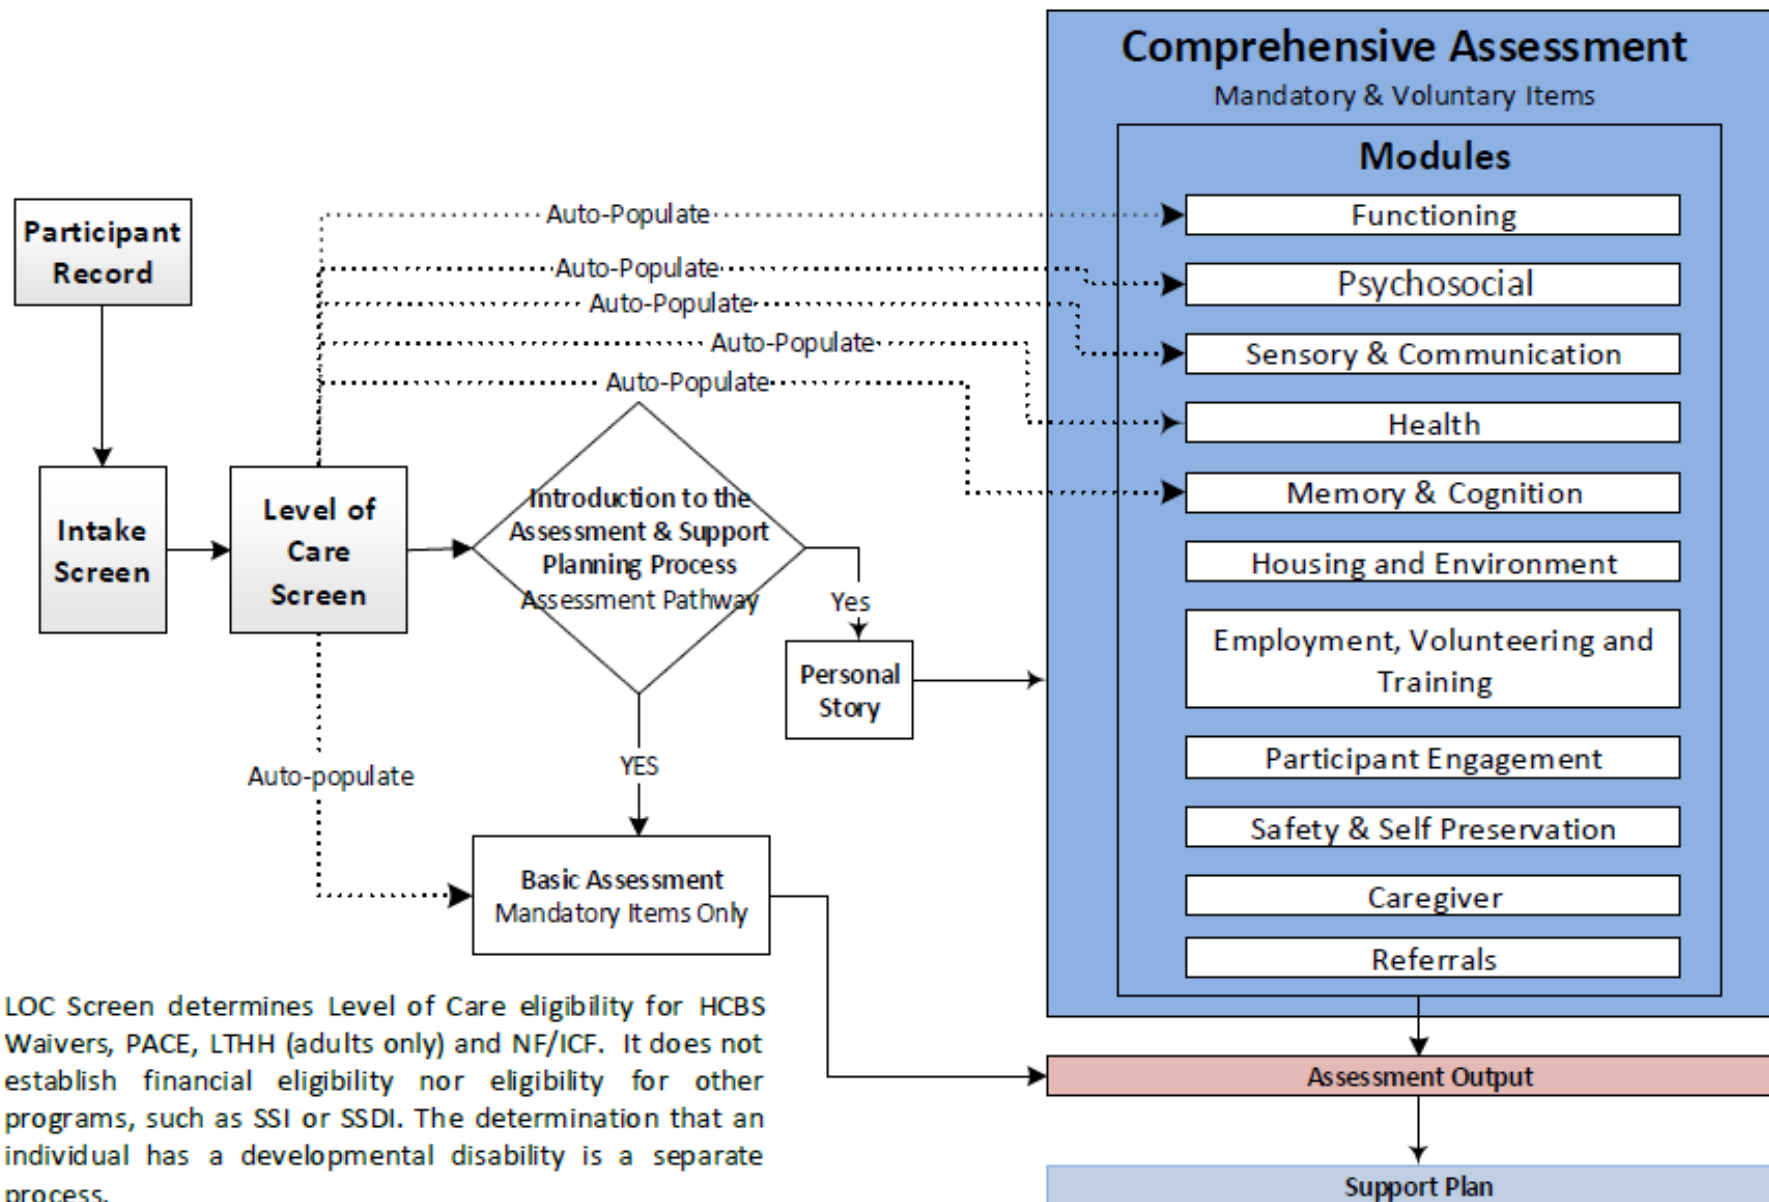 Comprehensive Assessment
Mandatory & Voluntary Items
Modules
Participant
Record
Auto-Populate
Functioning
Auto-Populate
Psychosocial
Auto-Populate
Auto-Populate
Sensory & Communication
Auto-Populate
Health
Intake
Screen
Level of
Care
Screen
Introduction to the
Assessment & Support
Planning Process
Assessment Pathway
Memory & Cognition
Housing and Environment
Yes
Personal
Story
Employment, Volunteering and
Training
Auto-populate
YES
Participant Engagement
Safety & Self Preservation
Basic Assessment
Mandatory Items Only
Caregiver
Referrals
LOC Screen determines Level of Care eligibility for HCBS
Waivers, PACE, LTHH (adults only) and NF/ICF. It does not
establish financial eligibility nor eligibility for other
programs, such as SSI or SSDI. The determination that an
individual has a developmental disability is a separate
process.
Assessment Output
Support Plan